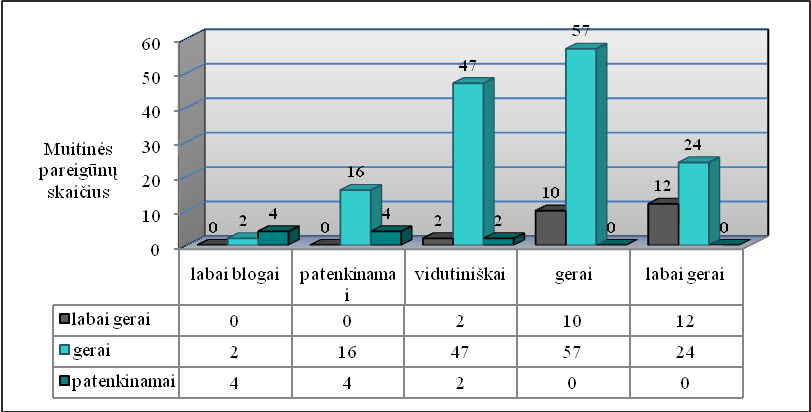 60
50
40
30
20
10
0
Muitinės
pareigūnų
skaičius
0 2 4
0 16 4
2 47 2
10 57 0
12 24 0
labai blogai patenkinama
i vidutiniškai gerai labai gerai
labai gerai 0 0 2 10 12
gerai 2 16 47 57 24
patenkinamai 4 4 2 0 0